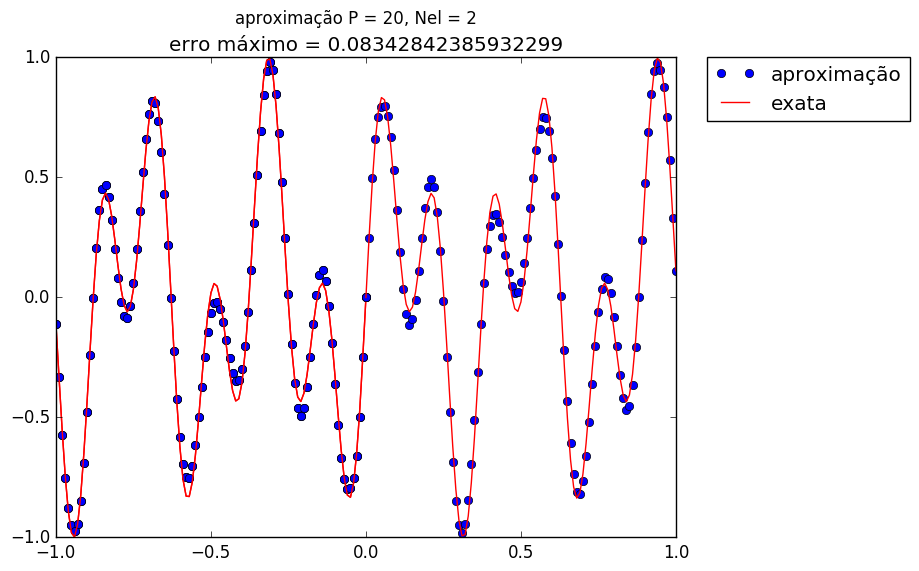 aproximação P = 20, Nel = 2
erro máximo = 0.08342842385932299
aproximação
exata
1.0
0.5
0.0
−0.5
−1.0
−1.0
−0.5
0.0
0.5
1.0